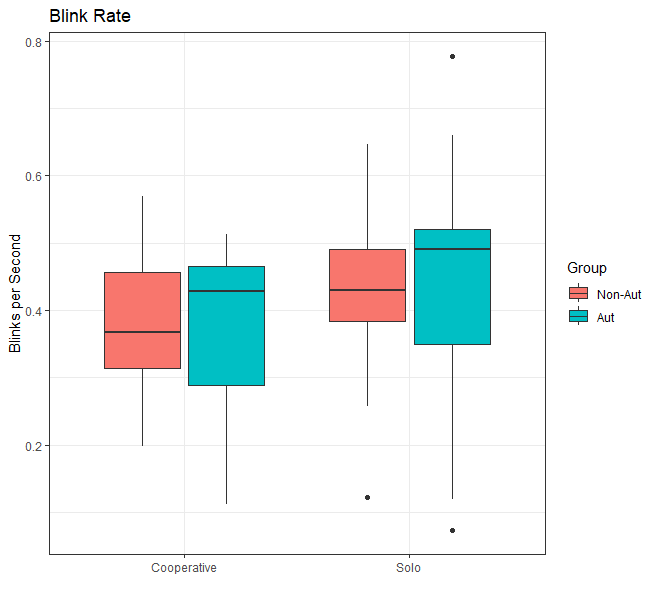 Blink Rate
0.8
0.6
0.4
0.2
Blinks per Second
Cooperative
Solo
Group
Non-Aut
Aut